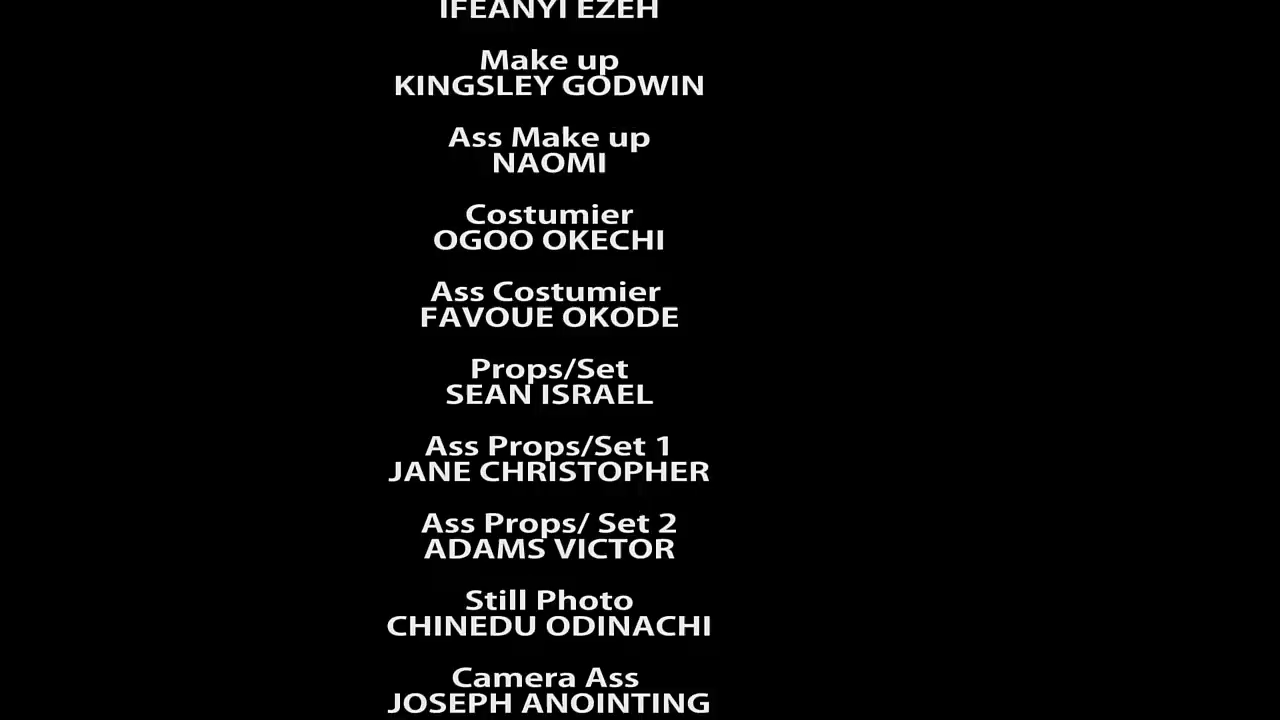 IFEANYI EZEH
Make up
KINGSLEY GODWIN
Ass Make up
NAOMI
Costumier
OGOO OKECHI
Ass Costumier
FAVOUE OKODE
Props/Set
SEAN ISRAEL
Ass Props/Set 1
JANE CHRISTOPHER
Ass Props/ Set 2
ADAMS VICTOR
Still Photo
CHINEDU ODINACHI
Camera Ass
JOSEPH ANOINTING